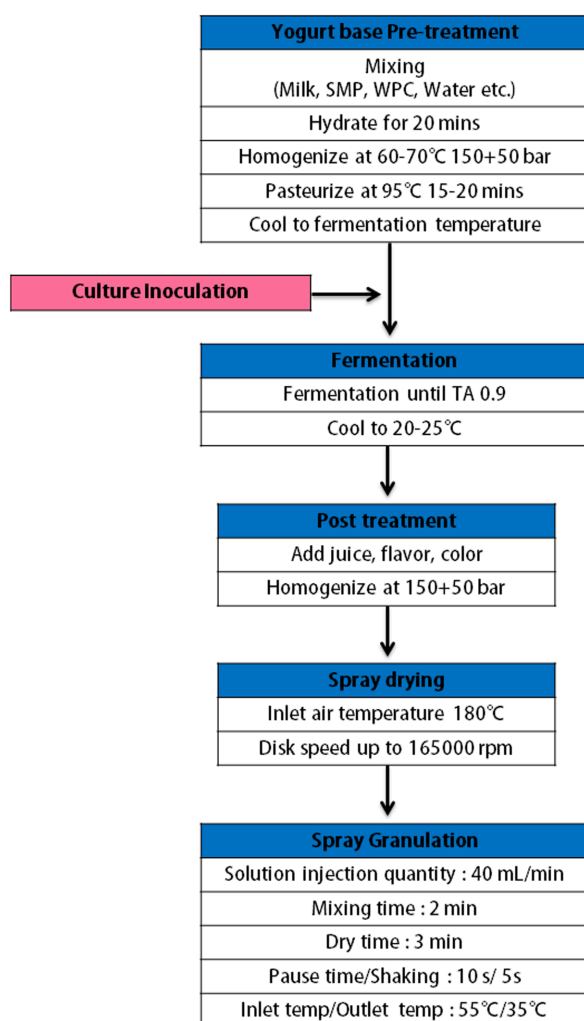 Yogurt base Pre-treatment
Mixing
(Milk, SMP, WPC, Water etc.)
Hydrate for 20 mins
Homogenize at 60-70℃ 150+50 bar
Pasteurize at 95℃ 15-20 mins
Cool to fermentation temperature
Culture Inoculation
Fermentation
Fermentation until TA 0.9
Cool to 20-25℃
Post treatment
Add juice, flavor, color
Homogenize at 150+50 bar
Spray drying
Inlet air temperature 180℃
Disk speed up to 165000 rpm
Spray Granulation
Solution injection quantity : 40 mL/min
Mixing time : 2 min
Dry time : 3 min
Pause time/Shaking : 10 s/ 5s
Inlet temp/Outlet temp : 55℃/35℃